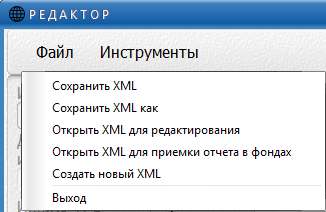 РЕДАКТОР
Файл Инструменты
Сохранить XML
Сохранить XML как
Открыть XML для редактирования
Открыть XML для приемки отчета в фондах
Создать новый XML
Выход